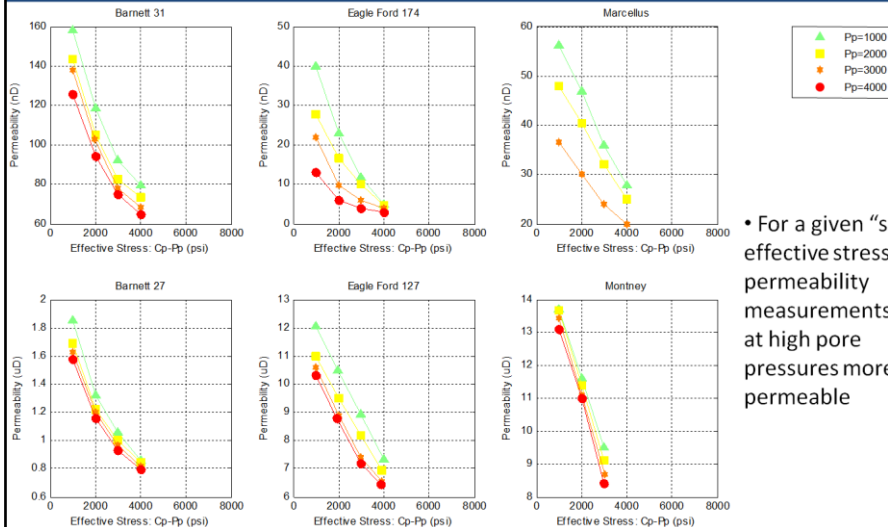 Barnett 31
160
140
120
100
80
60
0 2000 4000 6000 8000
Permeability (nD)
Effective Stress: Cp-Pp (psi)
Eagle Ford 174
50
40
30
20
10
0
0 2000 4000 6000 8000
Permeability (nD)
Effective Stress: Cp-Pp (psi)
Marcellus
60
50
40
30
20
0 2000 4000 6000 8000
Permeability (nD)
Effective Stress: Cp-Pp (psi)
Pp=1000
Pp=2000
Pp=3000
Pp=4000
Barnett 27
2
1.8
1.6
1.4
1.2
1
0.8
0.6
0 2000 4000 6000 8000
Permeability (uD)
Effective Stress: Cp-Pp (psi)
Eagle Ford 127
13
12
11
10
9
8
7
6
0 2000 4000 6000 8000
Permeability (uD)
Effective Stress: Cp-Pp (psi)
Montney
14
13
12
11
10
9
8
0 2000 4000 6000 8000
Permeability (uD)
Effective Stress: Cp-Pp (psi)
• For a given
effective stress
permeability
measurements
at high pore
pressures more
permeable